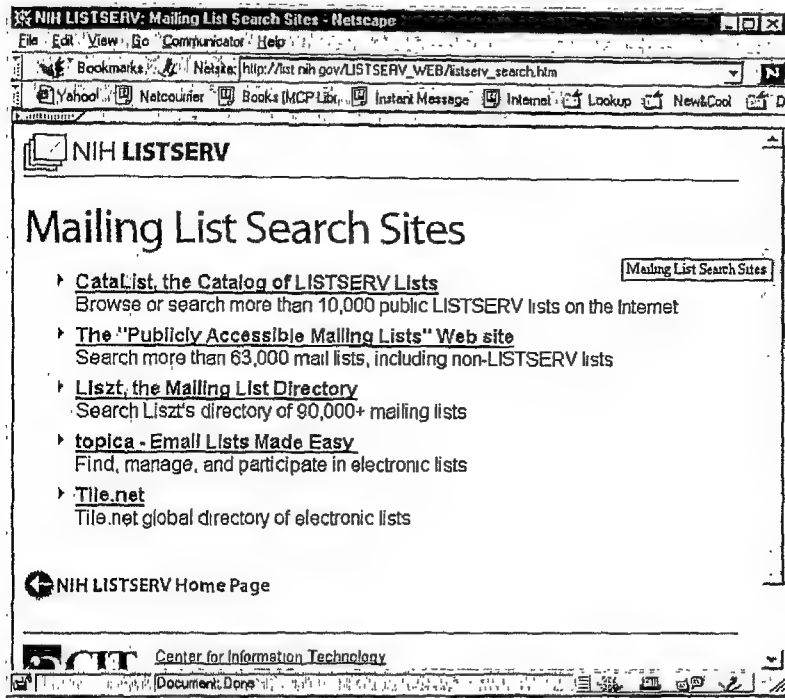 NIH LISTSERV: Mailing List Search Sites - Netscape
File Edit View Go Communicator Help
Bookmarks Netsite: http://list.nih.gov/LISTSERV_WEB/listserv_search.htm
Yahoo! Netcourier Books (MCP Libr Instant Message Internet Lookup New&Cool
NIH LISTSERV
Mailing List Search Sites
Mailing List Search Sites
CataList, the Catalog of LISTSERV Lists
Browse or search more than 10,000 public LISTSERV lists on the Internet
The "Publicly Accessible Mailing Lists" Web site
Search more than 63,000 mail lists, including non-LISTSERV lists
Liszt, the Mailing List Directory
Search Liszt's directory of 90,000+ mailing lists
topica - Email Lists Made Easy
Find, manage, and participate in electronic lists
Tile.net
Tile.net global directory of electronic lists
NIH LISTSERV Home Page
Center for Information Technology
Document: Done